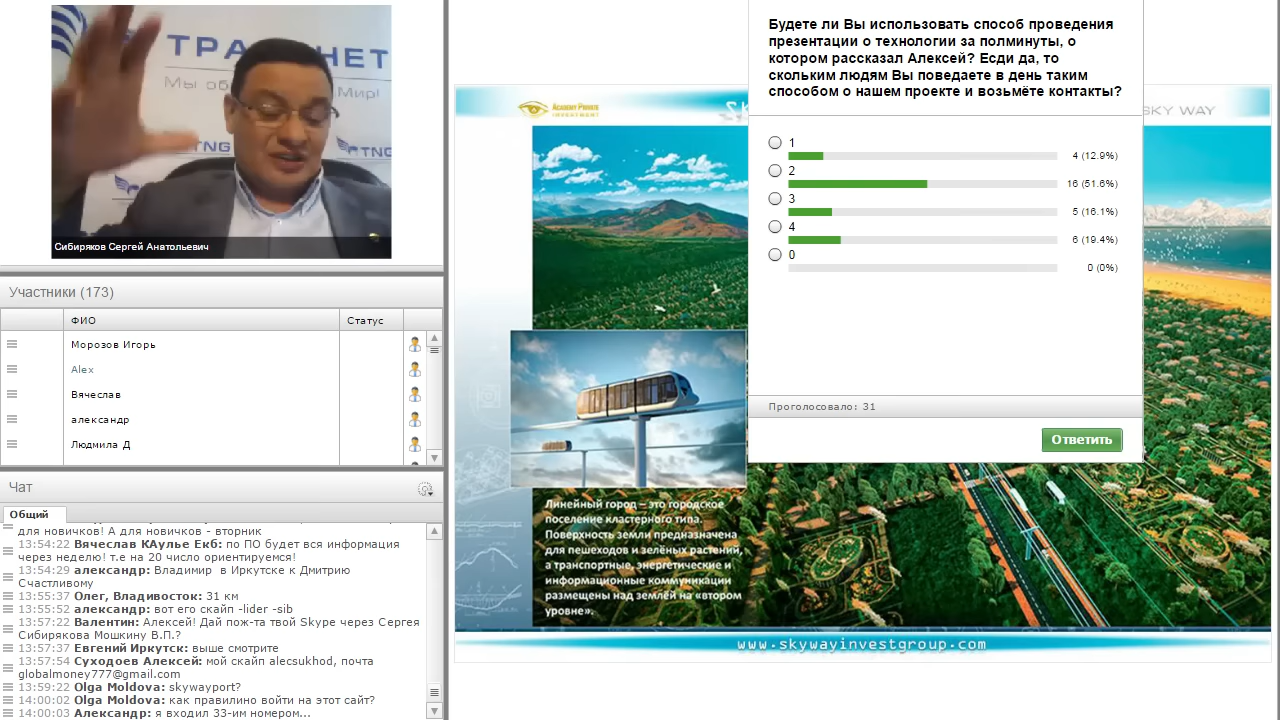 ТРАНСНЕТ
Мы об
Мир!
TNG
Сибиряков Сергей Анатольевич
Участники (173)
ФИО
Статус
Морозов Игорь
Alex
Вячеслав
александр
Людмила Д
Чат
Общий
для новичков! А для новичков - вторник
13:54:22 Вячеслав КАулье Екб: по ПО будет вся информация
через неделю! т.е на 20 число ориентируемся!
13:54:29 александр: Владимир в Иркутске к Дмитрию
Счастливому
13:55:37 Олег, Владивосток: 31 км
13:55:52 александр: вот его скайп -lider -sib
13:57:22 Валентин: Алексей! Дай пож-та твой Skype через Сергея
Сибирякова Мошкину В.П.?
13:57:37 Евгений Иркутск: выше смотрите
13:57:54 Суходоев Алексей: мой скайп alecsukhod, почта
globalmoney777@gmail.com
13:59:22 Olga Moldova: skywayport?
14:00:02 Olga Moldova: как правилино войти на этот сайт?
14:00:03 Александр: я входил 33-им номером...
ACADEMY PRIVATE
INVESTMENT
SK
SKY WAY
Линейный город – это городское
поселение кластерного типа.
Поверхность земли предназначена
для пешеходов и зелёных растений,
а транспортные, энергетические и
информационные коммуникации
размещены над землёй на «втором
уровне».
www.skywayinvestgroup.com
Будете ли Вы использовать способ проведения
презентации о технологии за полминуты, о
котором рассказал Алексей? Есди да, то
скольким людям Вы поведаете в день таким
способом о нашем проекте и возьмёте контакты?
1
4 (12.9%)
2
16 (51.6%)
3
5 (16.1%)
4
6 (19.4%)
0
0 (0%)
Проголосовало: 31
Ответить